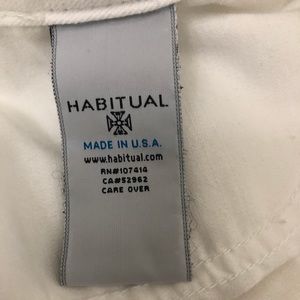 HABITUAL
MADE IN U.S.A.
www.habitual.com
RN#107414
CA#52962
CARE OVER